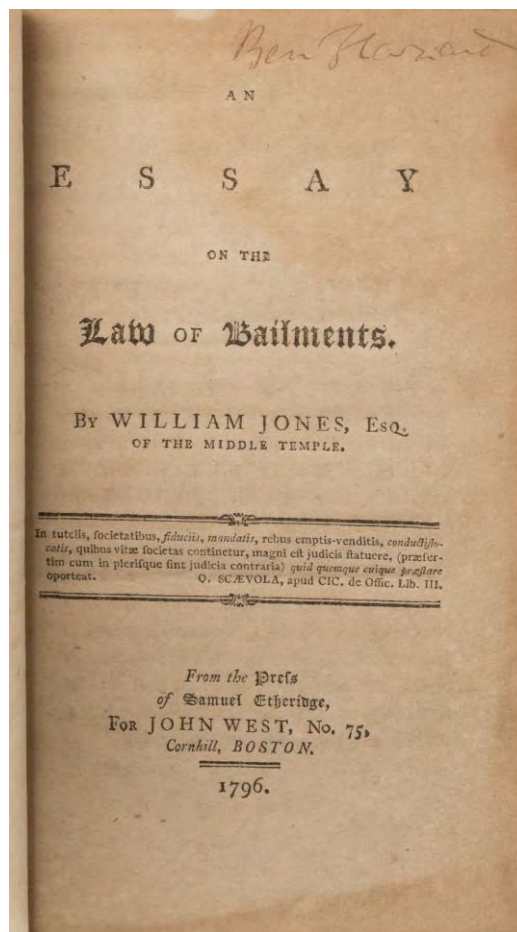 Ben
AN
ESSAY
ON THE
Law OF Bailments.
BY WILLIAM JONES, ESQ.
OF THE MIDDLE TEMPLE.
In tutelis, ſocietatibus, fiduciis, mandatis, rebus emptis-venditis, conductiſlo-
catis, quibus vitæ ſocietas continetur, magni eſt judicis ſtatuere, (præſer-
tim cum in pleriſque ſint judicia contraria) quid quemque cuique præſtare
oporteat. Q. SCÆVOLA, apud CIC. de Offic. Lib. III.
From the Preſs
of Samuel Etheridge,
FOR JOHN WEST, No. 75,
Cornhill, BOSTON.
1796.